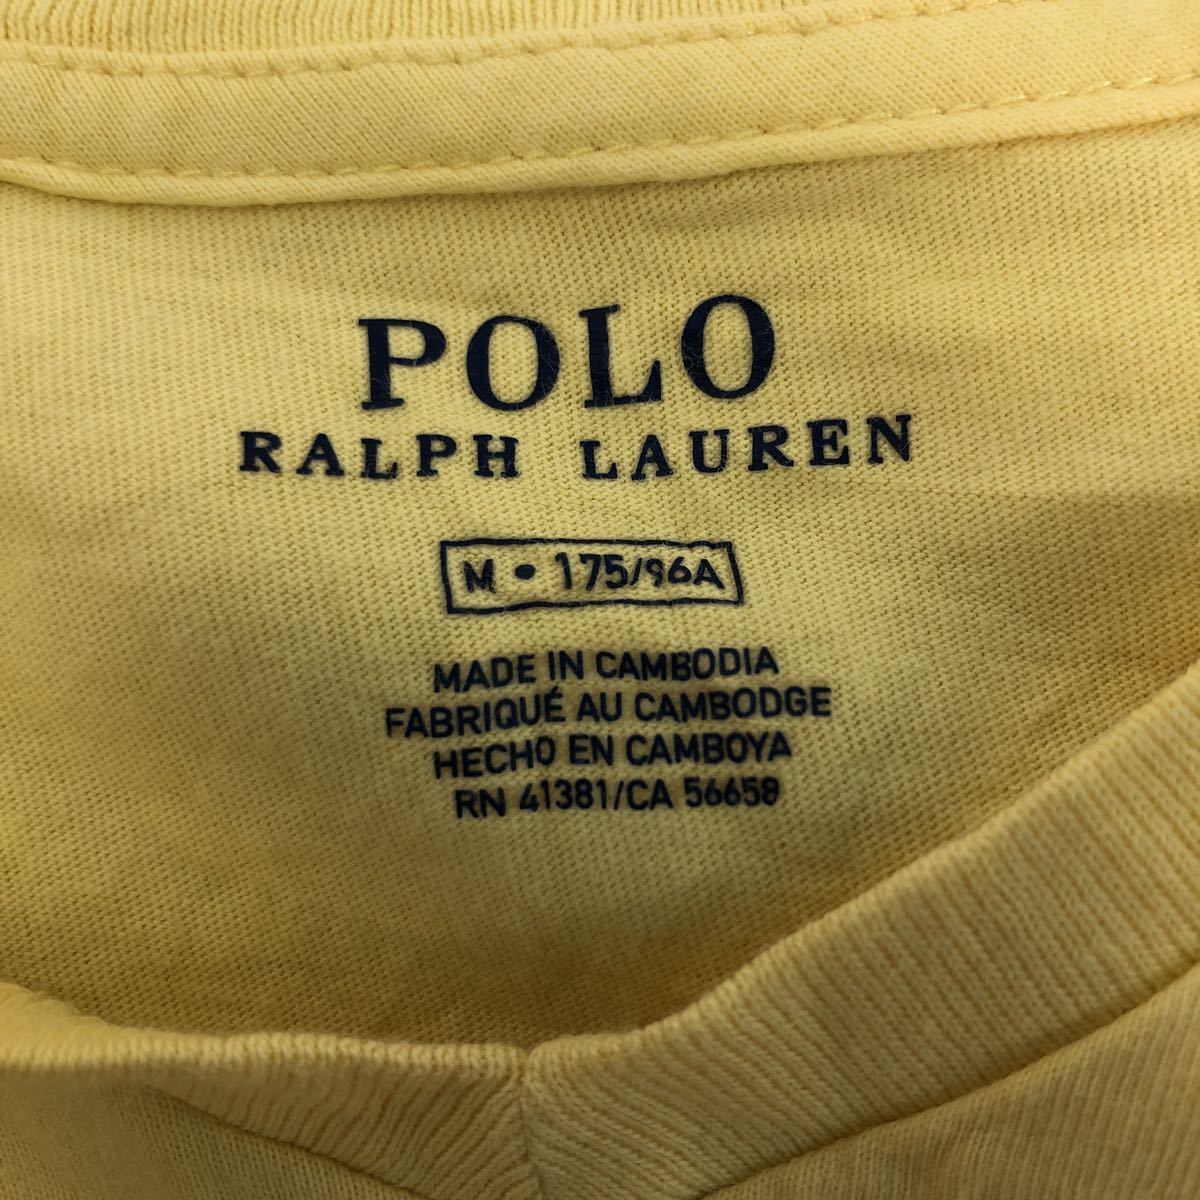 POLO
RALPH LAUREN
M • 175/96A
MADE IN CAMBODIA
FABRIQUÉ AU CAMBODGE
HECHO EN CAMBOYA
RN 41381/CA 56658